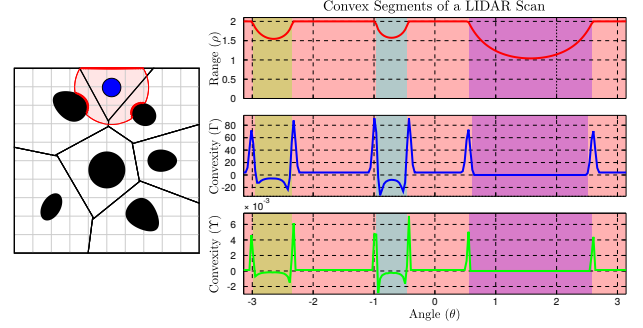 Convex Segments of a LIDAR Scan
Range (ρ)
2
1.5
1
0.5
0
Convexity (Γ)
80
60
40
20
0
-20
× 10⁻³
Convexity (Υ)
6
4
2
0
-2
-3 -2 -1 0 1 2 3
Angle (θ)